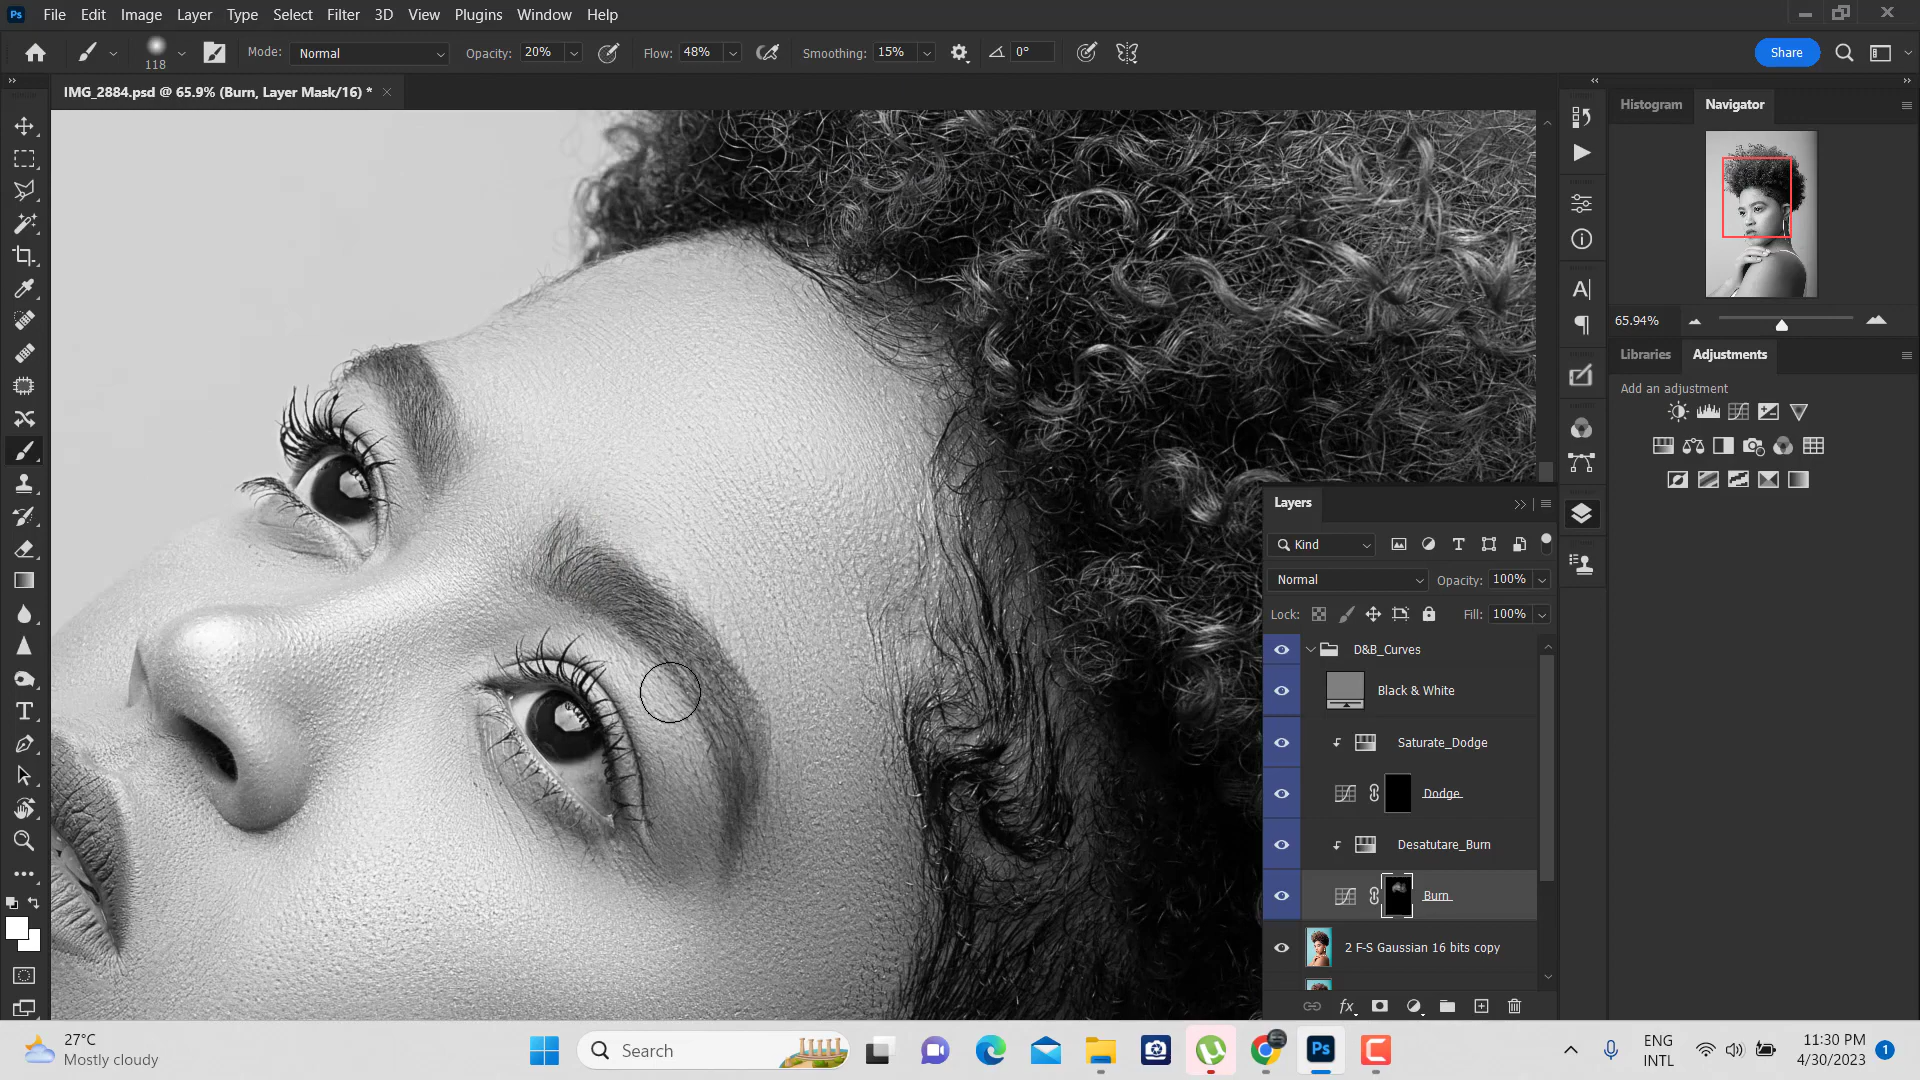 Ps File Edit Image Layer Type Select Filter 3D View Plugins Window Help
118 Mode: Normal Opacity: 20% Flow: 48% Smoothing: 15% 0° Share
IMG_2884.psd @ 65.9% (Burn, Layer Mask/16) *
Histogram Navigator
65.94%
Libraries Adjustments
Add an adjustment
Layers
Kind
Normal Opacity: 100%
Lock: Fill: 100%
D&B_Curves
Black & White
Saturate_Dodge
Dodge
Desatutare_Burn
Burn
2 F-S Gaussian 16 bits copy
27°C
Mostly cloudy
Search
Ps
ENG
INTL
11:30 PM
4/30/2023
1